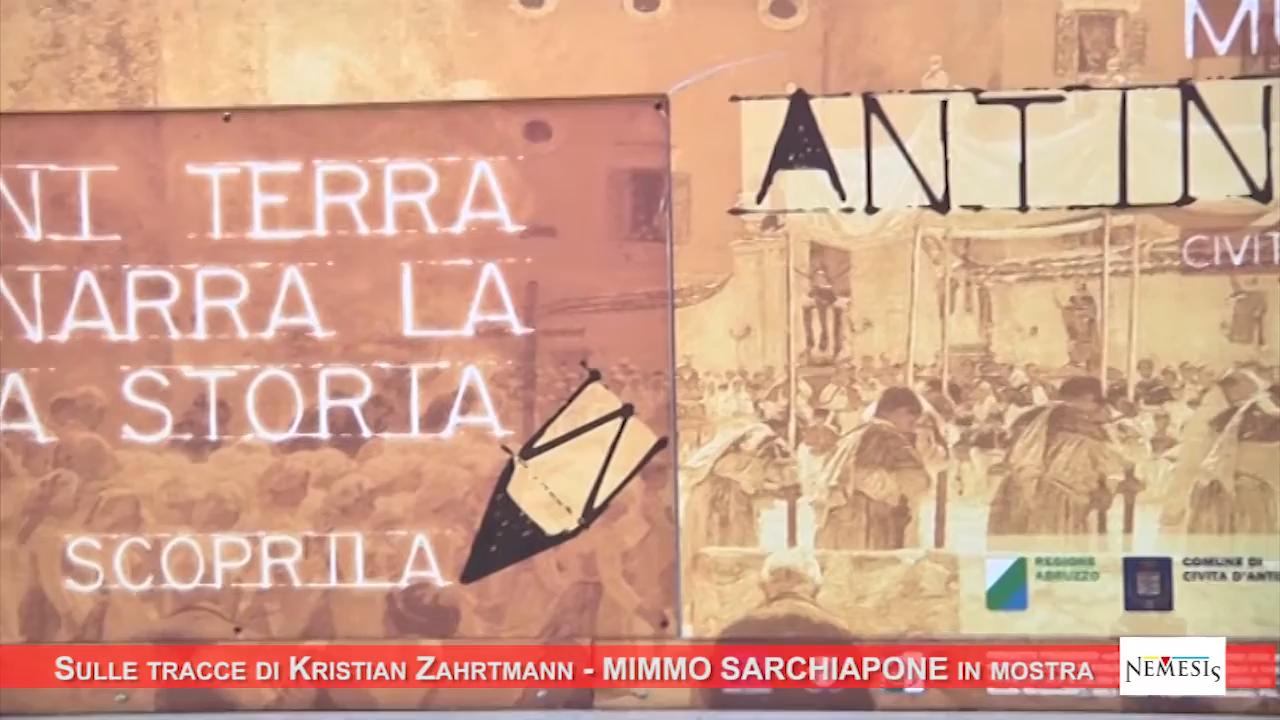 NI TERRA
NARRA LA
A STORIA
SCOPRILA
MU
ANTIN
CIVIT
REGIONE
ABRUZZO
COMUNE DI
CIVITA D'ANTI
SULLE TRACCE DI KRISTIAN ZAHRTMANN - MIMMO SARCHIAPONE IN MOSTRA
NEMESIS